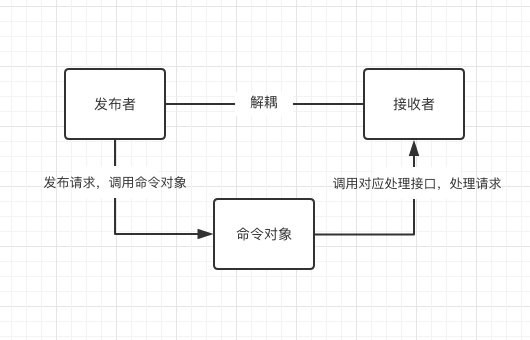 发布者
解耦
接收者
发布请求，调用命令对象
调用对应处理接口，处理请求
命令对象